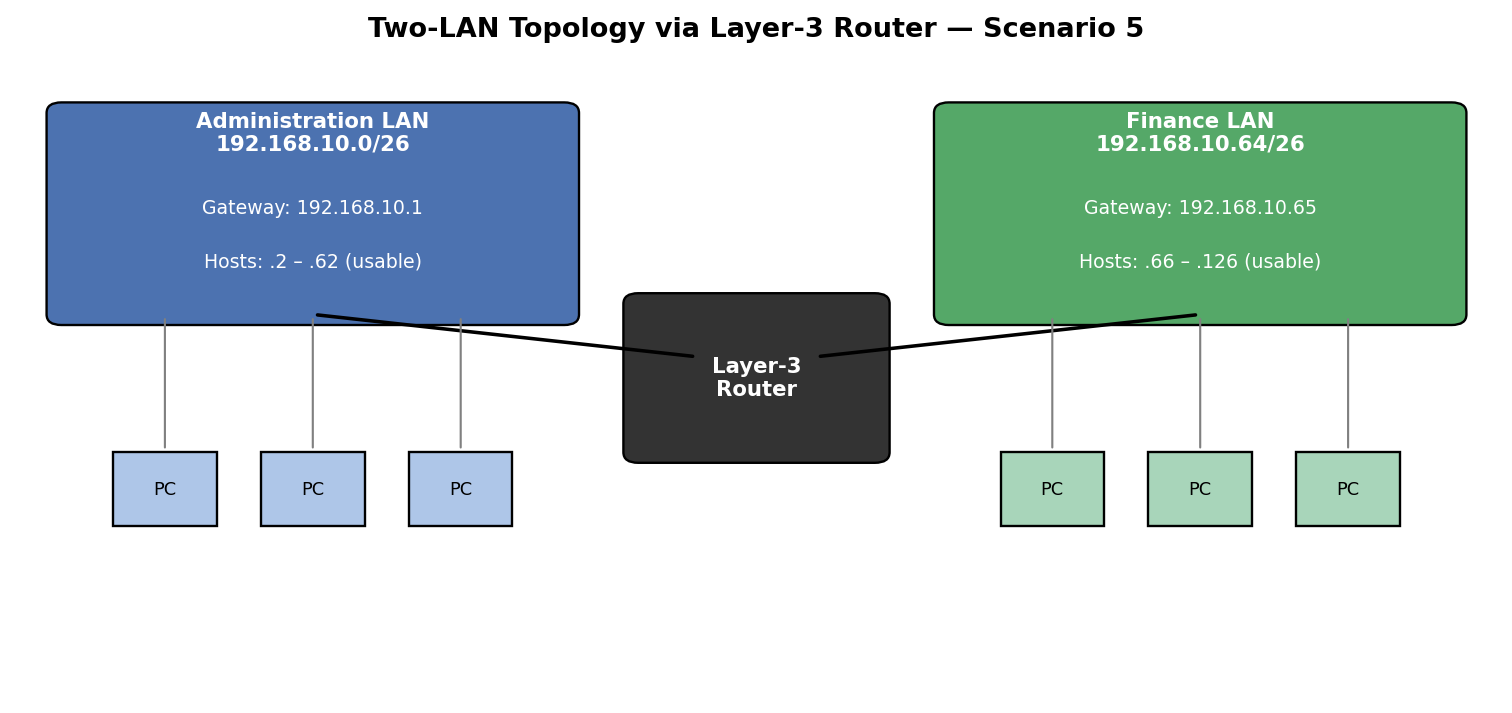 Two-LAN Topology via Layer-3 Router — Scenario 5
Administration LAN
192.168.10.0/26
Gateway: 192.168.10.1
Hosts: .2 – .62 (usable)
Finance LAN
192.168.10.64/26
Gateway: 192.168.10.65
Hosts: .66 – .126 (usable)
Layer-3
Router
PC
PC
PC
PC
PC
PC